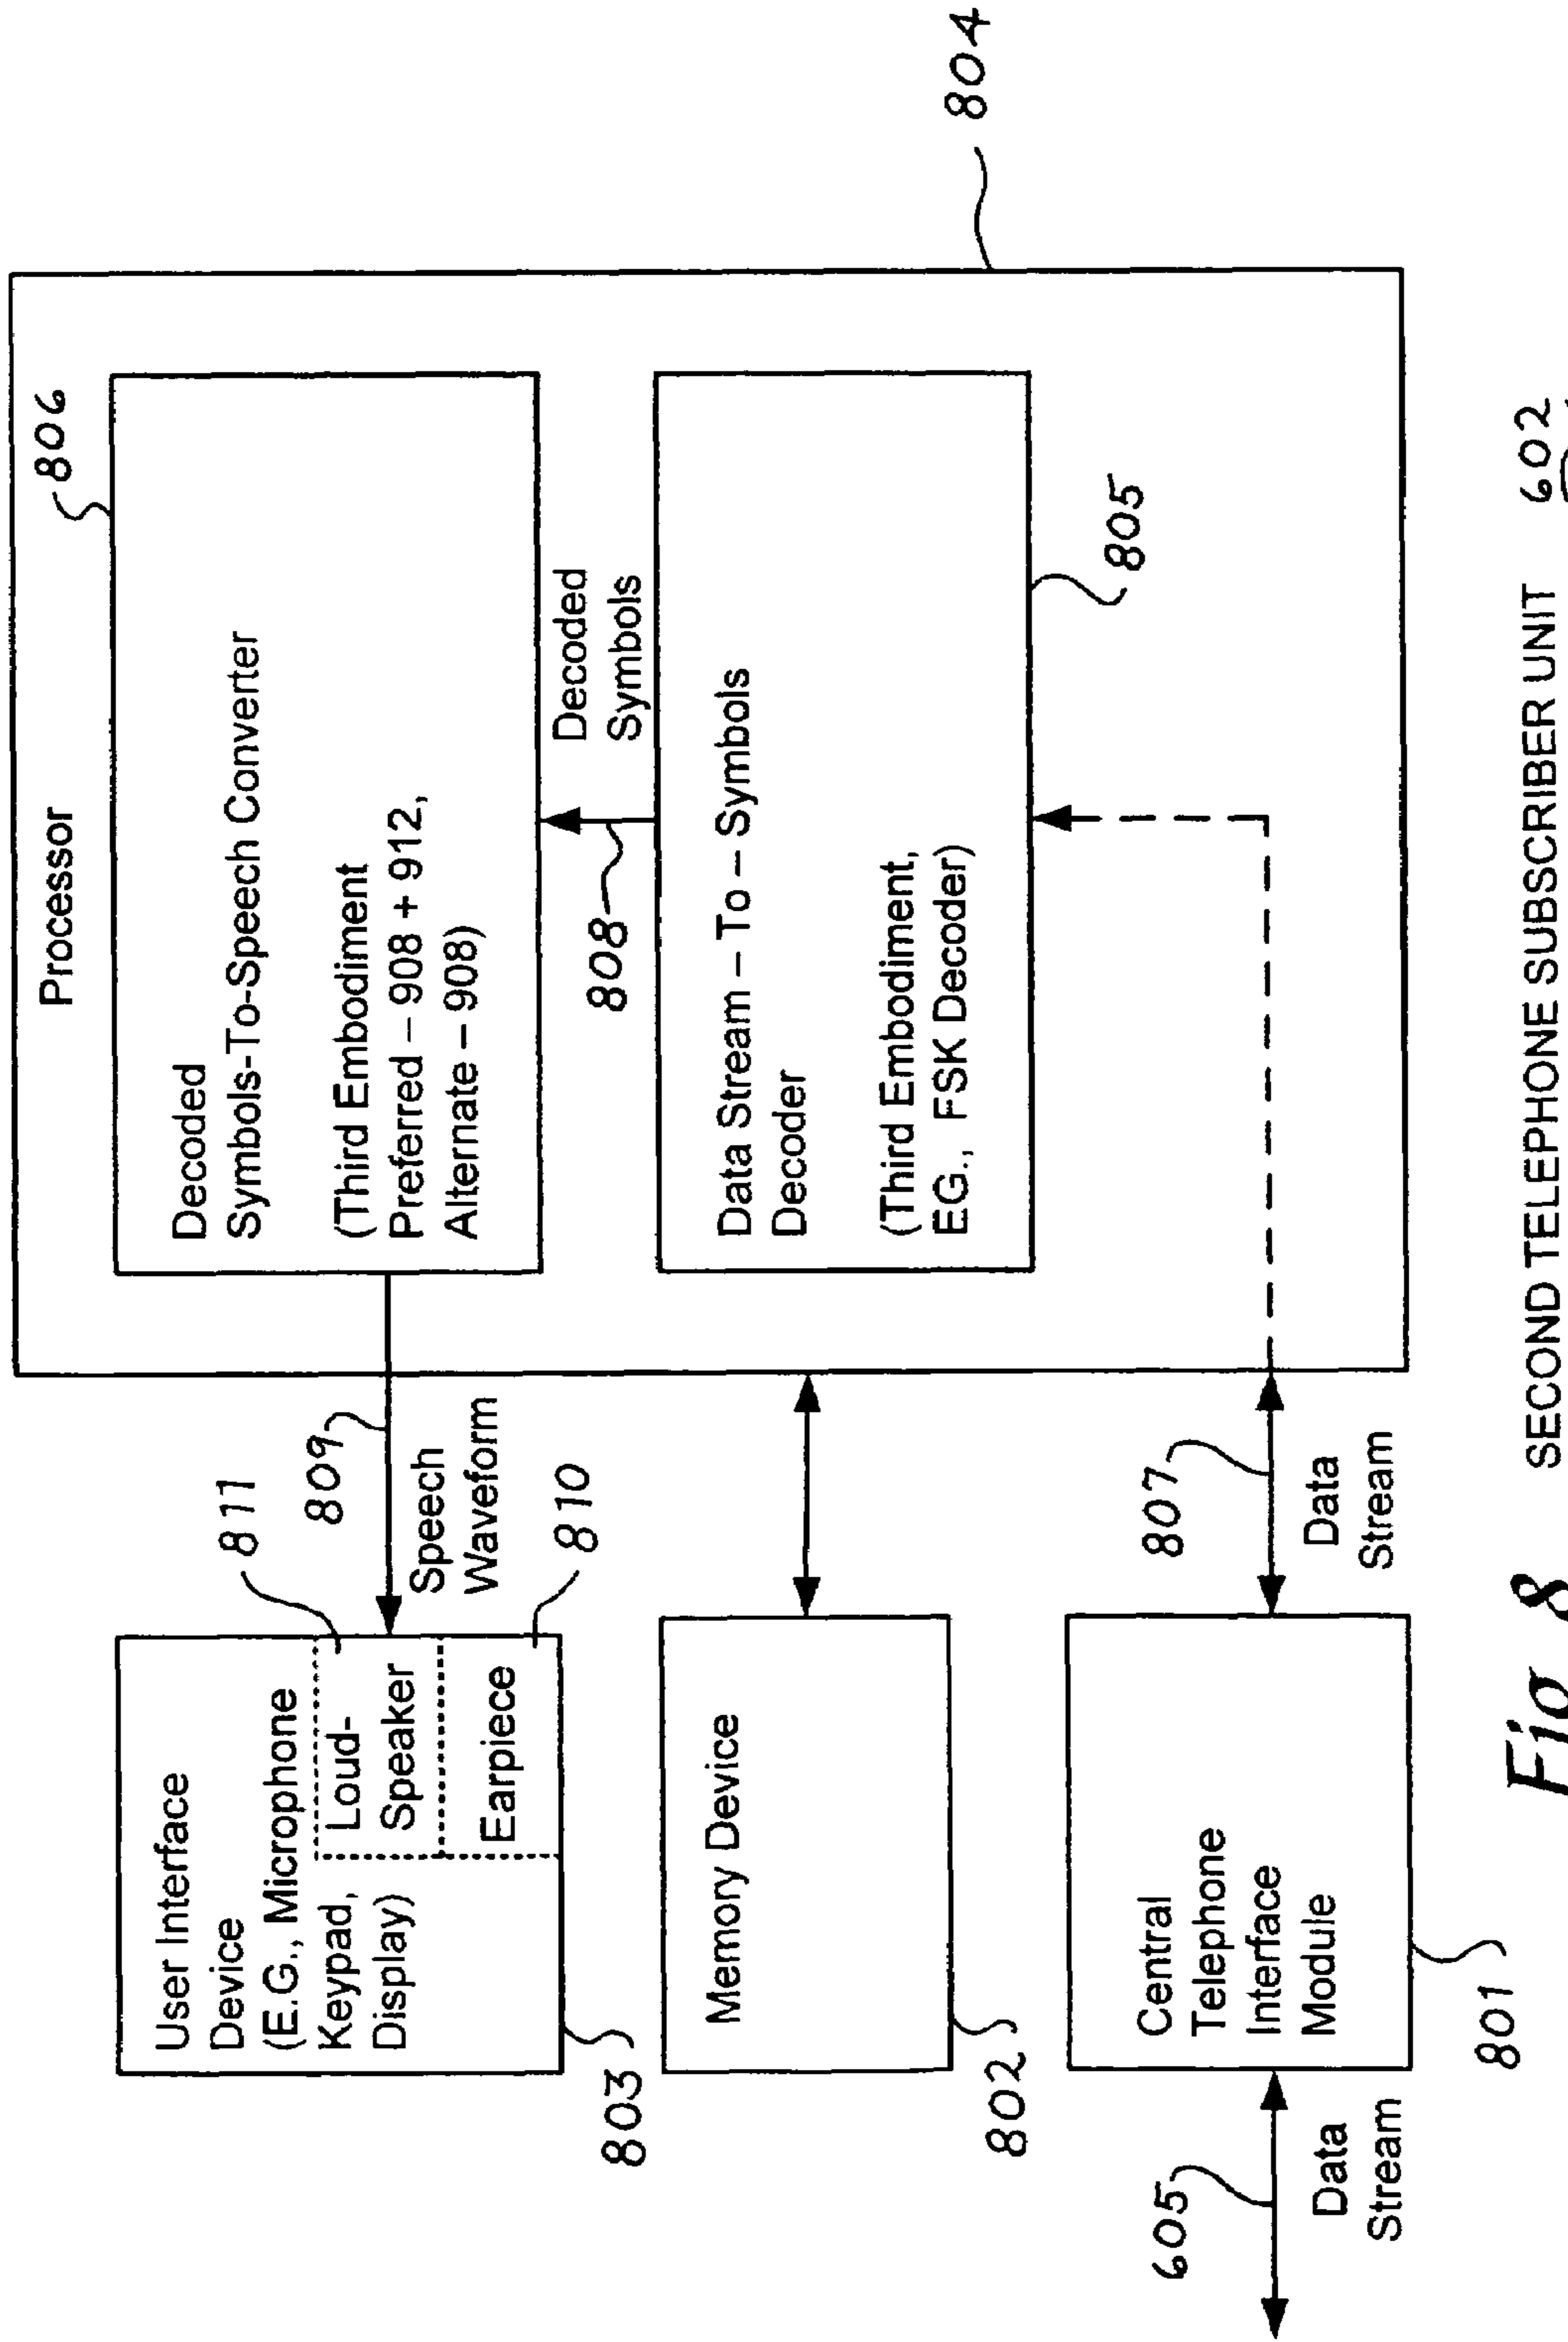 Processor
806
Decoded
Symbols-To-Speech Converter
(Third Embodiment
Preferred – 908 + 912,
Alternate – 908)
808
Decoded
Symbols
Data Stream – To – Symbols
Decoder
(Third Embodiment,
EG., FSK Decoder)
805
804
User Interface
Device
(E.G., Microphone
Keypad,
Display)
Loud-
Speaker
Earpiece
803
811
809
Speech
Waveform
810
Memory Device
802
Central
Telephone
Interface
Module
801
807
Data
Stream
605
Data
Stream
Fig. 8
SECOND TELEPHONE SUBSCRIBER UNIT 602